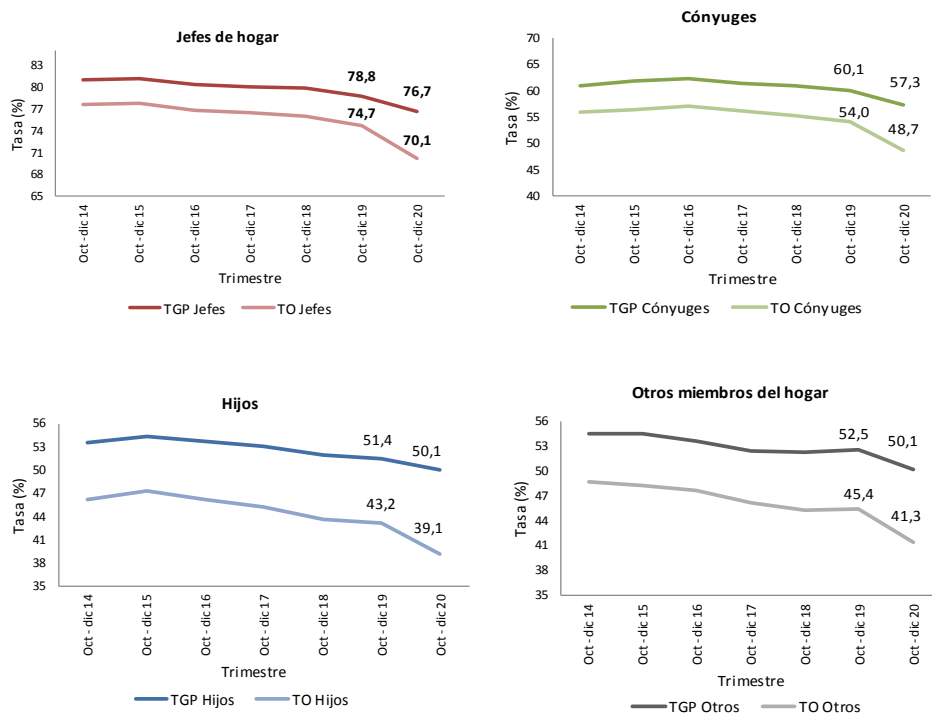 Jefes de hogar
Tasa (%)
83
80
77
74
71
68
65
78,8
76,7
74,7
70,1
Oct - dic 14
Oct - dic 15
Oct - dic 16
Oct - dic 17
Oct - dic 18
Oct - dic 19
Oct - dic 20
Trimestre
TGP Jefes TO Jefes
Cónyuges
Tasa (%)
70
65
60
55
50
45
40
60,1
57,3
54,0
48,7
Oct - dic 14
Oct - dic 15
Oct - dic 16
Oct - dic 17
Oct - dic 18
Oct - dic 19
Oct - dic 20
Trimestre
TGP Cónyuges TO Cónyuges
Hijos
Tasa (%)
56
53
50
47
44
41
38
35
51,4
50,1
43,2
39,1
Oct - dic 14
Oct - dic 15
Oct - dic 16
Oct - dic 17
Oct - dic 18
Oct - dic 19
Oct - dic 20
Trimestre
TGP Hijos TO Hijos
Otros miembros del hogar
Tasa (%)
56
53
50
47
44
41
38
35
52,5
50,1
45,4
41,3
Oct - dic 14
Oct - dic 15
Oct - dic 16
Oct - dic 17
Oct - dic 18
Oct - dic 19
Oct - dic 20
Trimestre
TGP Otros TO Otros